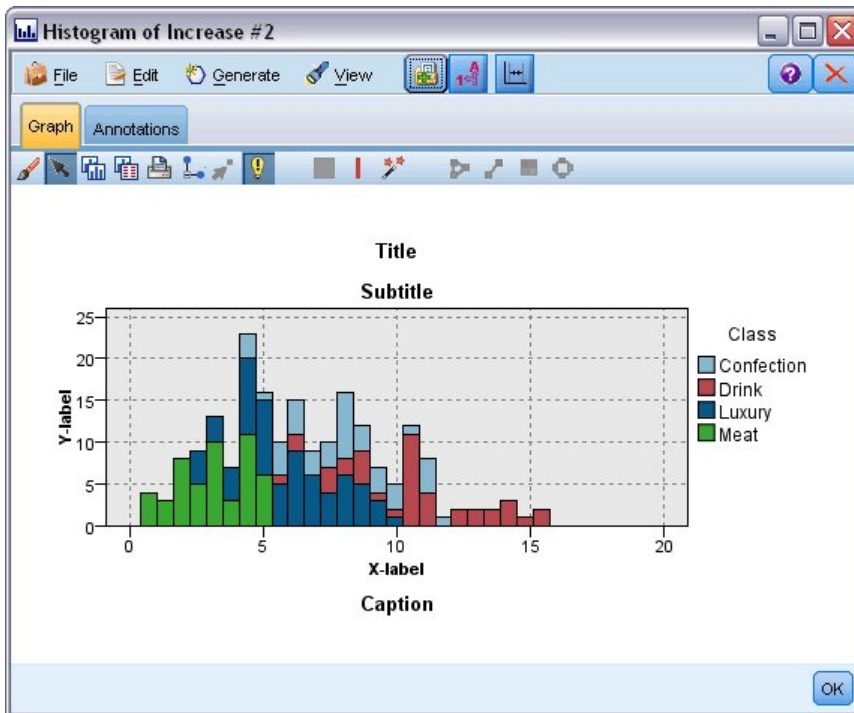 Histogram of Increase #2
File Edit Generate View
Graph Annotations
Title
Subtitle
25
20
15
10
5
0
Y-label
0 5 10 15 20
X-label
Caption
Class
Confection
Drink
Luxury
Meat
OK